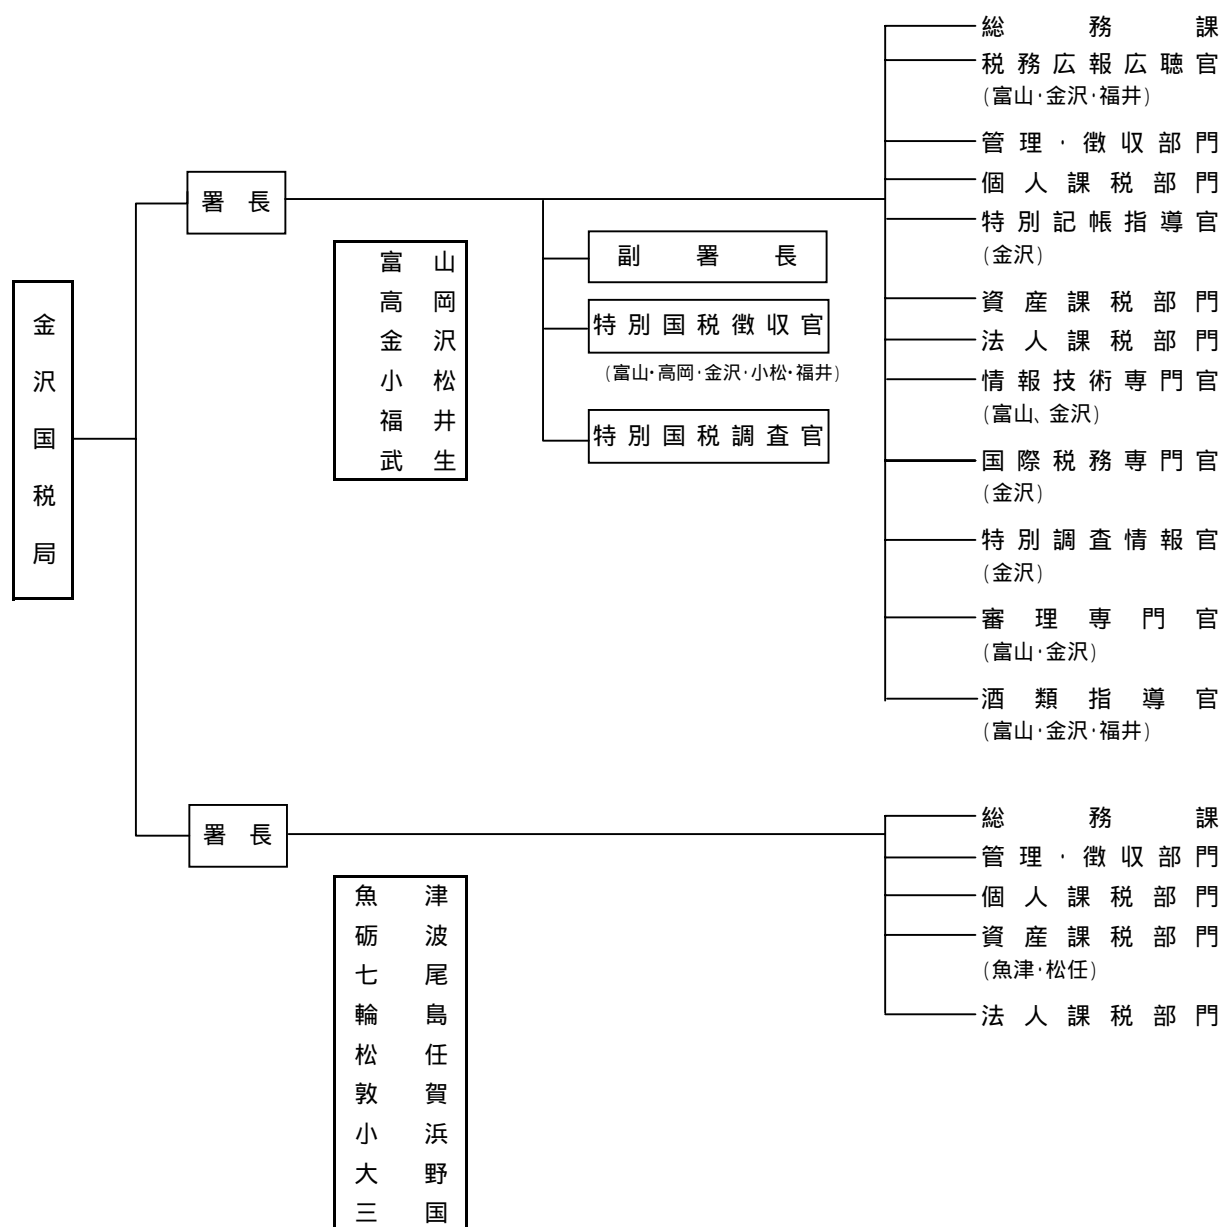 金沢国税局
署長
富山
高岡
金沢
小松
福井
武生
副署長
特別国税徴収官
(富山・高岡・金沢・小松・福井)
特別国税調査官
総務課
税務広報広聴官
(富山・金沢・福井)
管理・徴収部門
個人課税部門
特別記帳指導官
(金沢)
資産課税部門
法人課税部門
情報技術専門官
(富山、金沢)
国際税務専門官
(金沢)
特別調査情報官
(金沢)
審理専門官
(富山・金沢)
酒類指導官
(富山・金沢・福井)
署長
魚津
砺波
七尾
輪島
松任
敦賀
小浜
大野
三国
総務課
管理・徴収部門
個人課税部門
資産課税部門
(魚津・松任)
法人課税部門